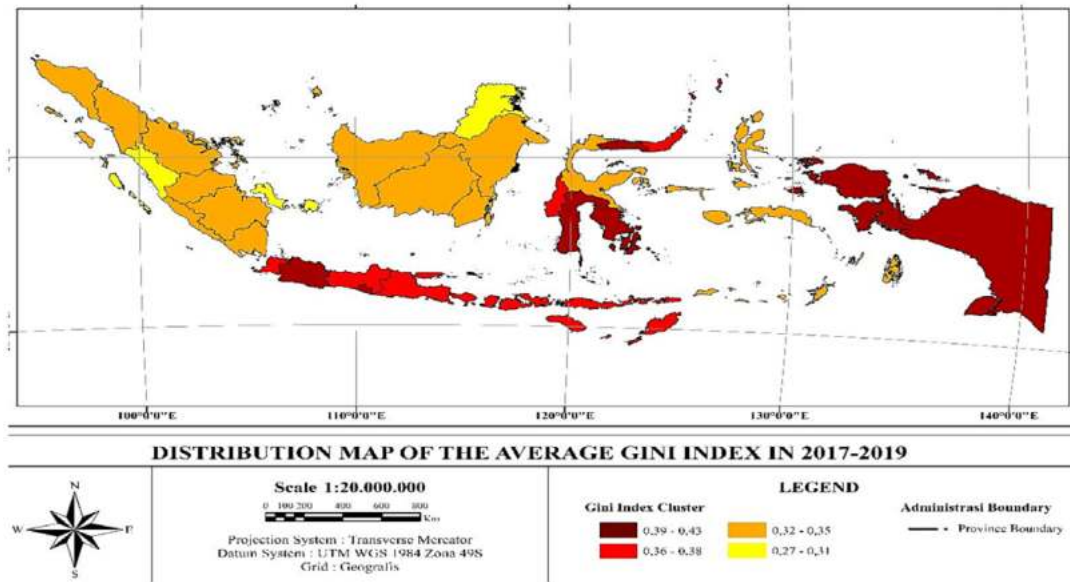 100°0'0"E 110°0'0"E 120°0'0"E 130°0'0"E 140°0'0"E
DISTRIBUTION MAP OF THE AVERAGE GINI INDEX IN 2017-2019
N
W E
S
Scale 1:20.000.000
0 100 200 400 600 800
Km
Projection System : Transverse Mercator
Datum System : UTM WGS 1984 Zona 49S
Grid : Geografis
LEGEND
Gini Index Cluster
0,39 - 0,43
0,36 - 0,38
0,32 - 0,35
0,27 - 0,31
Administrasi Boundary
Province Boundary